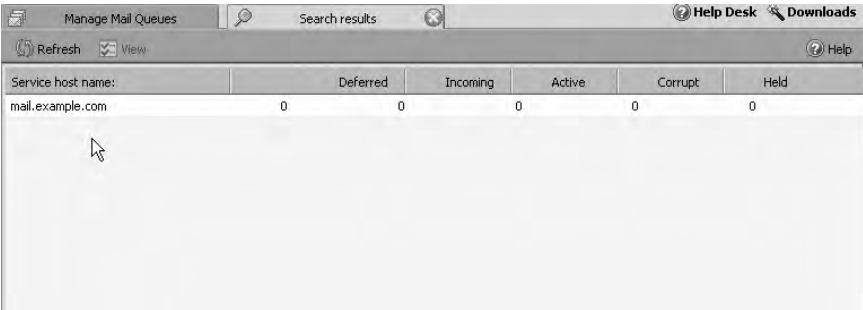 Manage Mail Queues Search results Help Desk Downloads
Refresh View Help
Service host name: Deferred Incoming Active Corrupt Held
mail.example.com 0 0 0 0 0